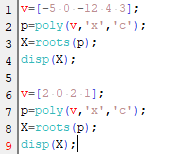 1 v=[-5 0 -12 4 3];
2 p=poly(v,'x','c');
3 X=roots(p);
4 disp(X);
5
6 v=[2 0 2 1];
7 p=poly(v,'x','c');
8 X=roots(p);
9 disp(X);